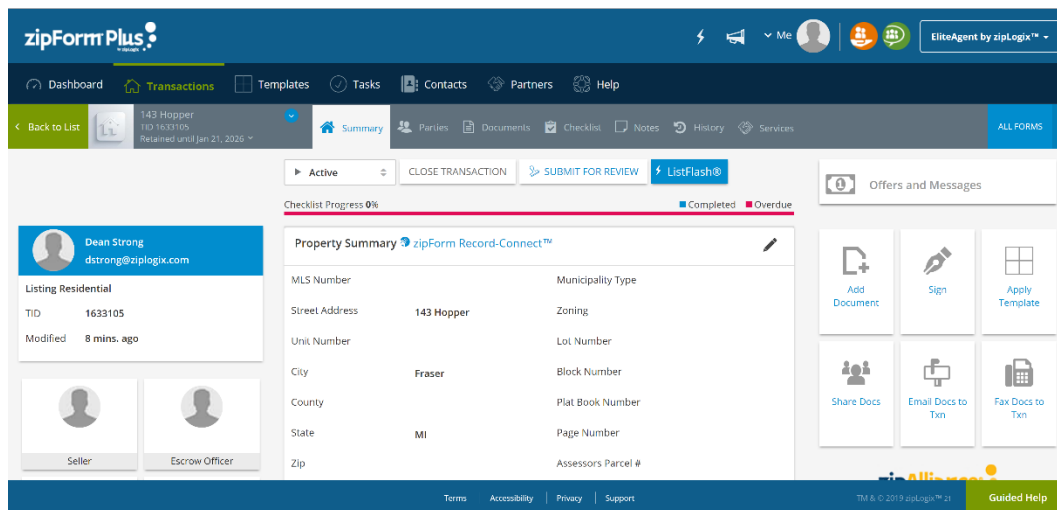 zipForm Plus
by zipLogix
Me
EliteAgent by zipLogix™
Dashboard
Transactions
Templates
Tasks
Contacts
Partners
Help
< Back to List
143 Hopper
TID 1633105
Retained until Jan 21, 2026
Summary
Parties
Documents
Checklist
Notes
History
Services
ALL FORMS
Active
CLOSE TRANSACTION
SUBMIT FOR REVIEW
ListFlash®
Checklist Progress 0%
Completed
Overdue
Offers and Messages
Dean Strong
dstrong@ziplogix.com
Listing Residential
TID 1633105
Modified 8 mins. ago
Seller
Escrow Officer
Property Summary zipForm Record-Connect™
MLS Number
Municipality Type
Street Address 143 Hopper
Zoning
Unit Number
Lot Number
City Fraser
Block Number
County
Plat Book Number
State MI
Page Number
Zip
Assessors Parcel #
Add
Document
Sign
Apply
Template
Share Docs
Email Docs to
Txn
Fax Docs to
Txn
Terms
Accessibility
Privacy
Support
TM & © 2019 zipLogix™ 21
Guided Help